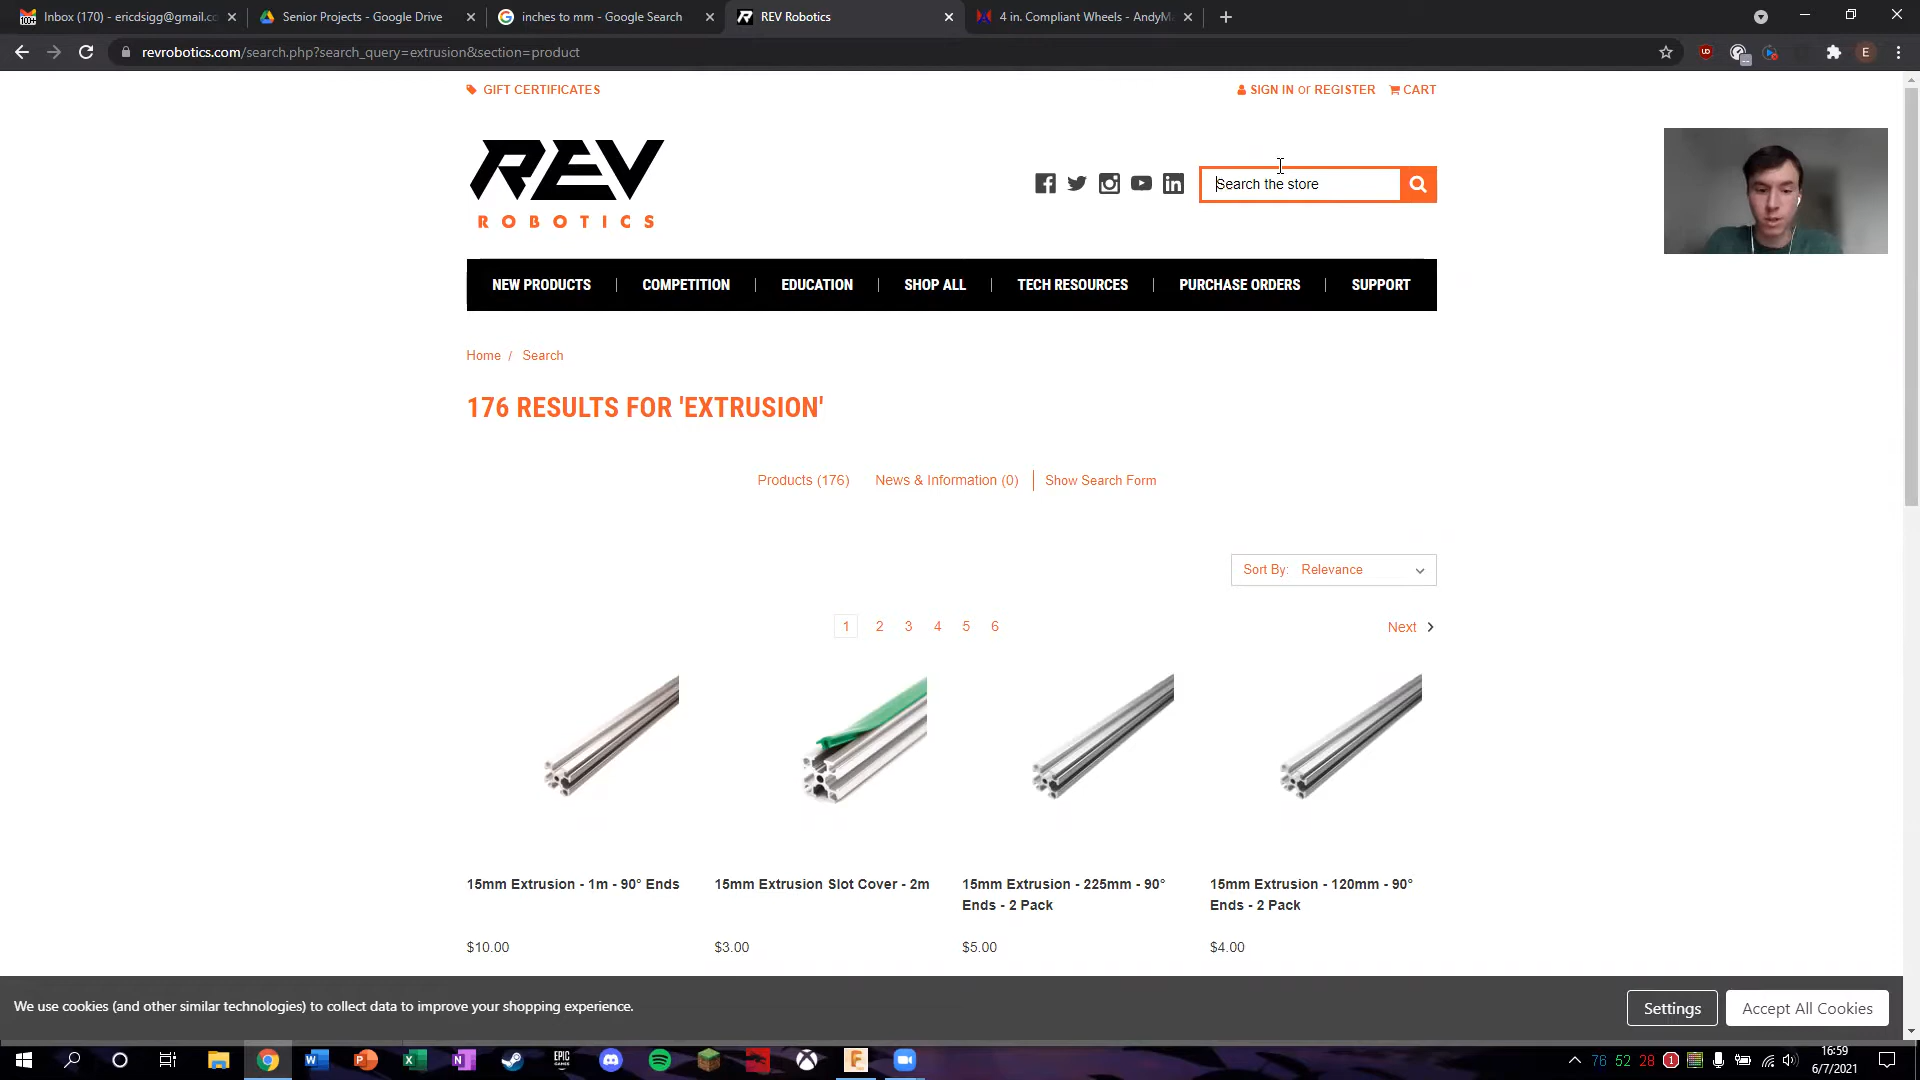 Inbox (170) - ericdsigg@gmail.co
Senior Projects - Google Drive
inches to mm - Google Search
REV Robotics
4 in. Compliant Wheels - AndyMa
revrobotics.com/search.php?search_query=extrusion&section=product
E
GIFT CERTIFICATES
SIGN IN or REGISTER
CART
REV
ROBOTICS
Search the store
NEW PRODUCTS
COMPETITION
EDUCATION
SHOP ALL
TECH RESOURCES
PURCHASE ORDERS
SUPPORT
Home / Search
176 RESULTS FOR 'EXTRUSION'
Products (176)
News & Information (0)
Show Search Form
Sort By: Relevance
1 2 3 4 5 6
Next
15mm Extrusion - 1m - 90° Ends
$10.00
15mm Extrusion Slot Cover - 2m
$3.00
15mm Extrusion - 225mm - 90°
Ends - 2 Pack
$5.00
15mm Extrusion - 120mm - 90°
Ends - 2 Pack
$4.00
We use cookies (and other similar technologies) to collect data to improve your shopping experience.
Settings
Accept All Cookies
76 52 28
16:59
6/7/2021